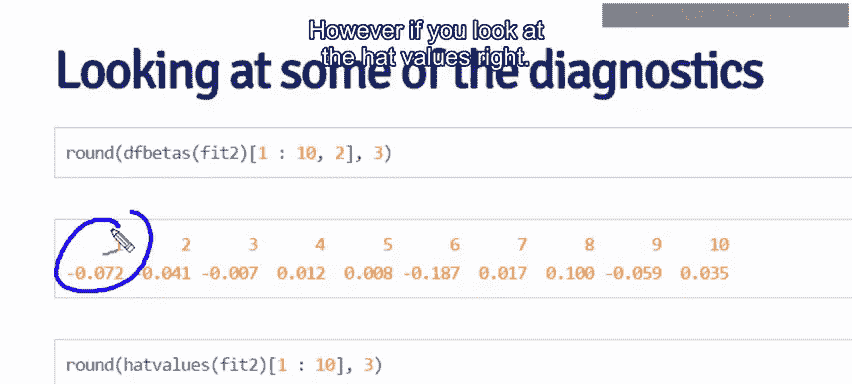 However if you look at
the hat values right.
Looking at some of the diagnostics
round(dfbetas(fit2)[1 : 10, 2], 3)
1 2 3 4 5 6 7 8 9 10
-0.072 -0.041 -0.007 0.012 0.008 -0.187 0.017 0.100 -0.059 0.035
round(hatvalues(fit2)[1 : 10], 3)